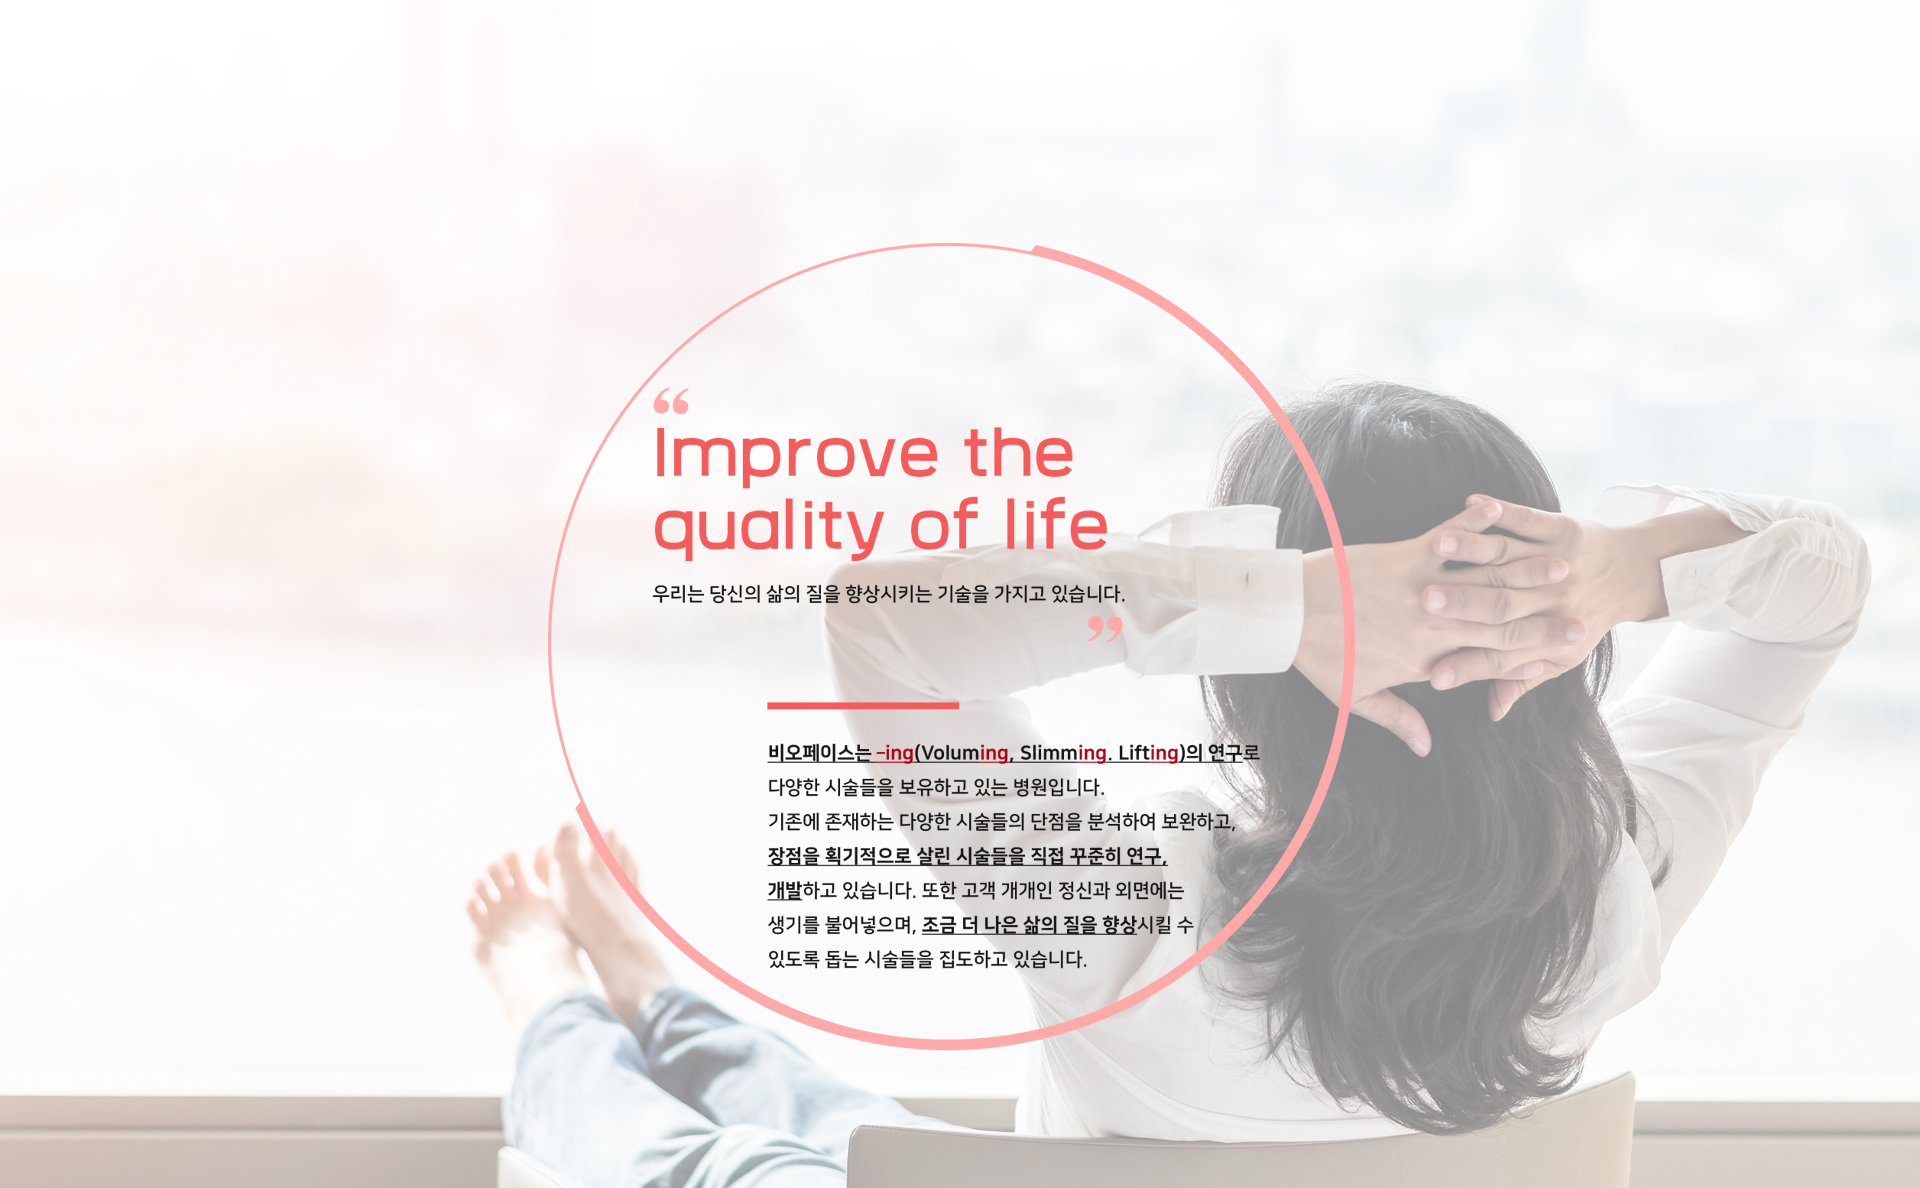 “
Improve the
quality of life
우리는 당신의 삶의 질을 향상시키는 기술을 가지고 있습니다.
”
비오페이스는 –ing(Voluming, Slimming. Lifting)의 연구로
다양한 시술들을 보유하고 있는 병원입니다.
기존에 존재하는 다양한 시술들의 단점을 분석하여 보완하고,
장점을 획기적으로 살린 시술들을 직접 꾸준히 연구,
개발하고 있습니다. 또한 고객 개개인 정신과 외면에는
생기를 불어넣으며, 조금 더 나은 삶의 질을 향상시킬 수
있도록 돕는 시술들을 집도하고 있습니다.